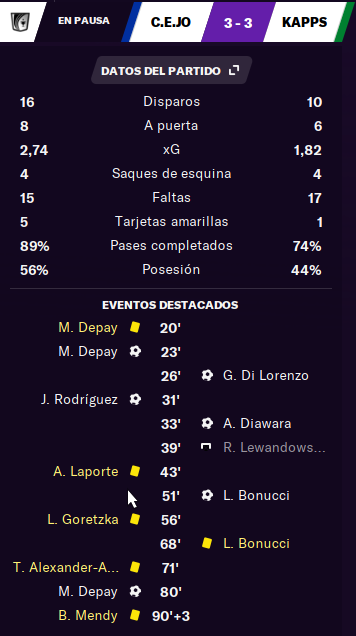 EN PAUSA C.E.JO 3 - 3 KAPPS
DATOS DEL PARTIDO
16 Disparos 10
8 A puerta 6
2,74 xG 1,82
4 Saques de esquina 4
15 Faltas 17
5 Tarjetas amarillas 1
89% Pases completados 74%
56% Posesión 44%
EVENTOS DESTACADOS
M. Depay 20'
M. Depay 23'
26' G. Di Lorenzo
J. Rodríguez 31'
33' A. Diawara
39' R. Lewandows...
A. Laporte 43'
51' L. Bonucci
L. Goretzka 56'
68' L. Bonucci
T. Alexander-A... 71'
M. Depay 80'
B. Mendy 90'+3